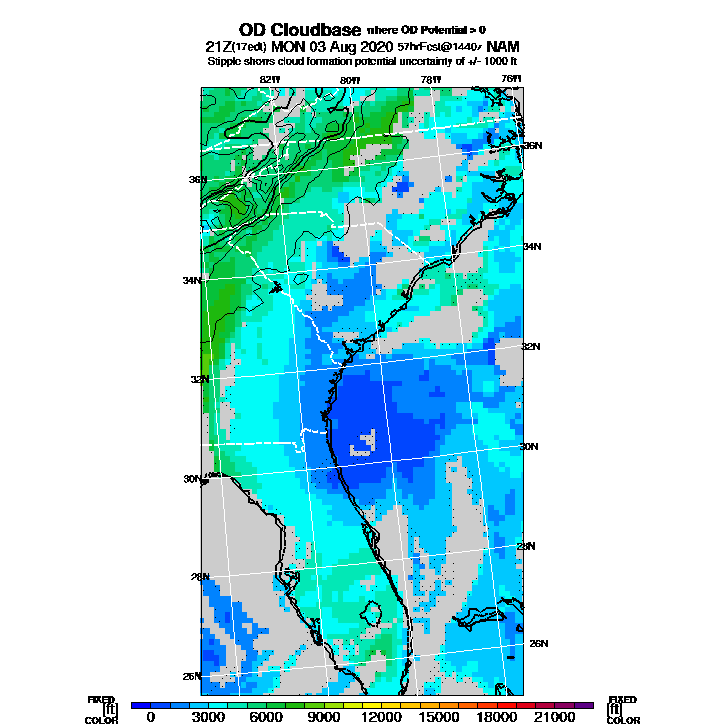 OD Cloudbase where OD Potential > 0
21Z(17edt) MON 03 Aug 2020 57hrFcst@1440z NAM
Stipple shows cloud formation potential uncertainty of +/- 1000 ft
82W 80W 78W 76W
36N
36N
34N
34N
32N
32N
30N
30N
28N
28N
26N
26N
FIXED FIXED
[ft] [ft]
COLOR 0 3000 6000 9000 12000 15000 18000 21000 COLOR